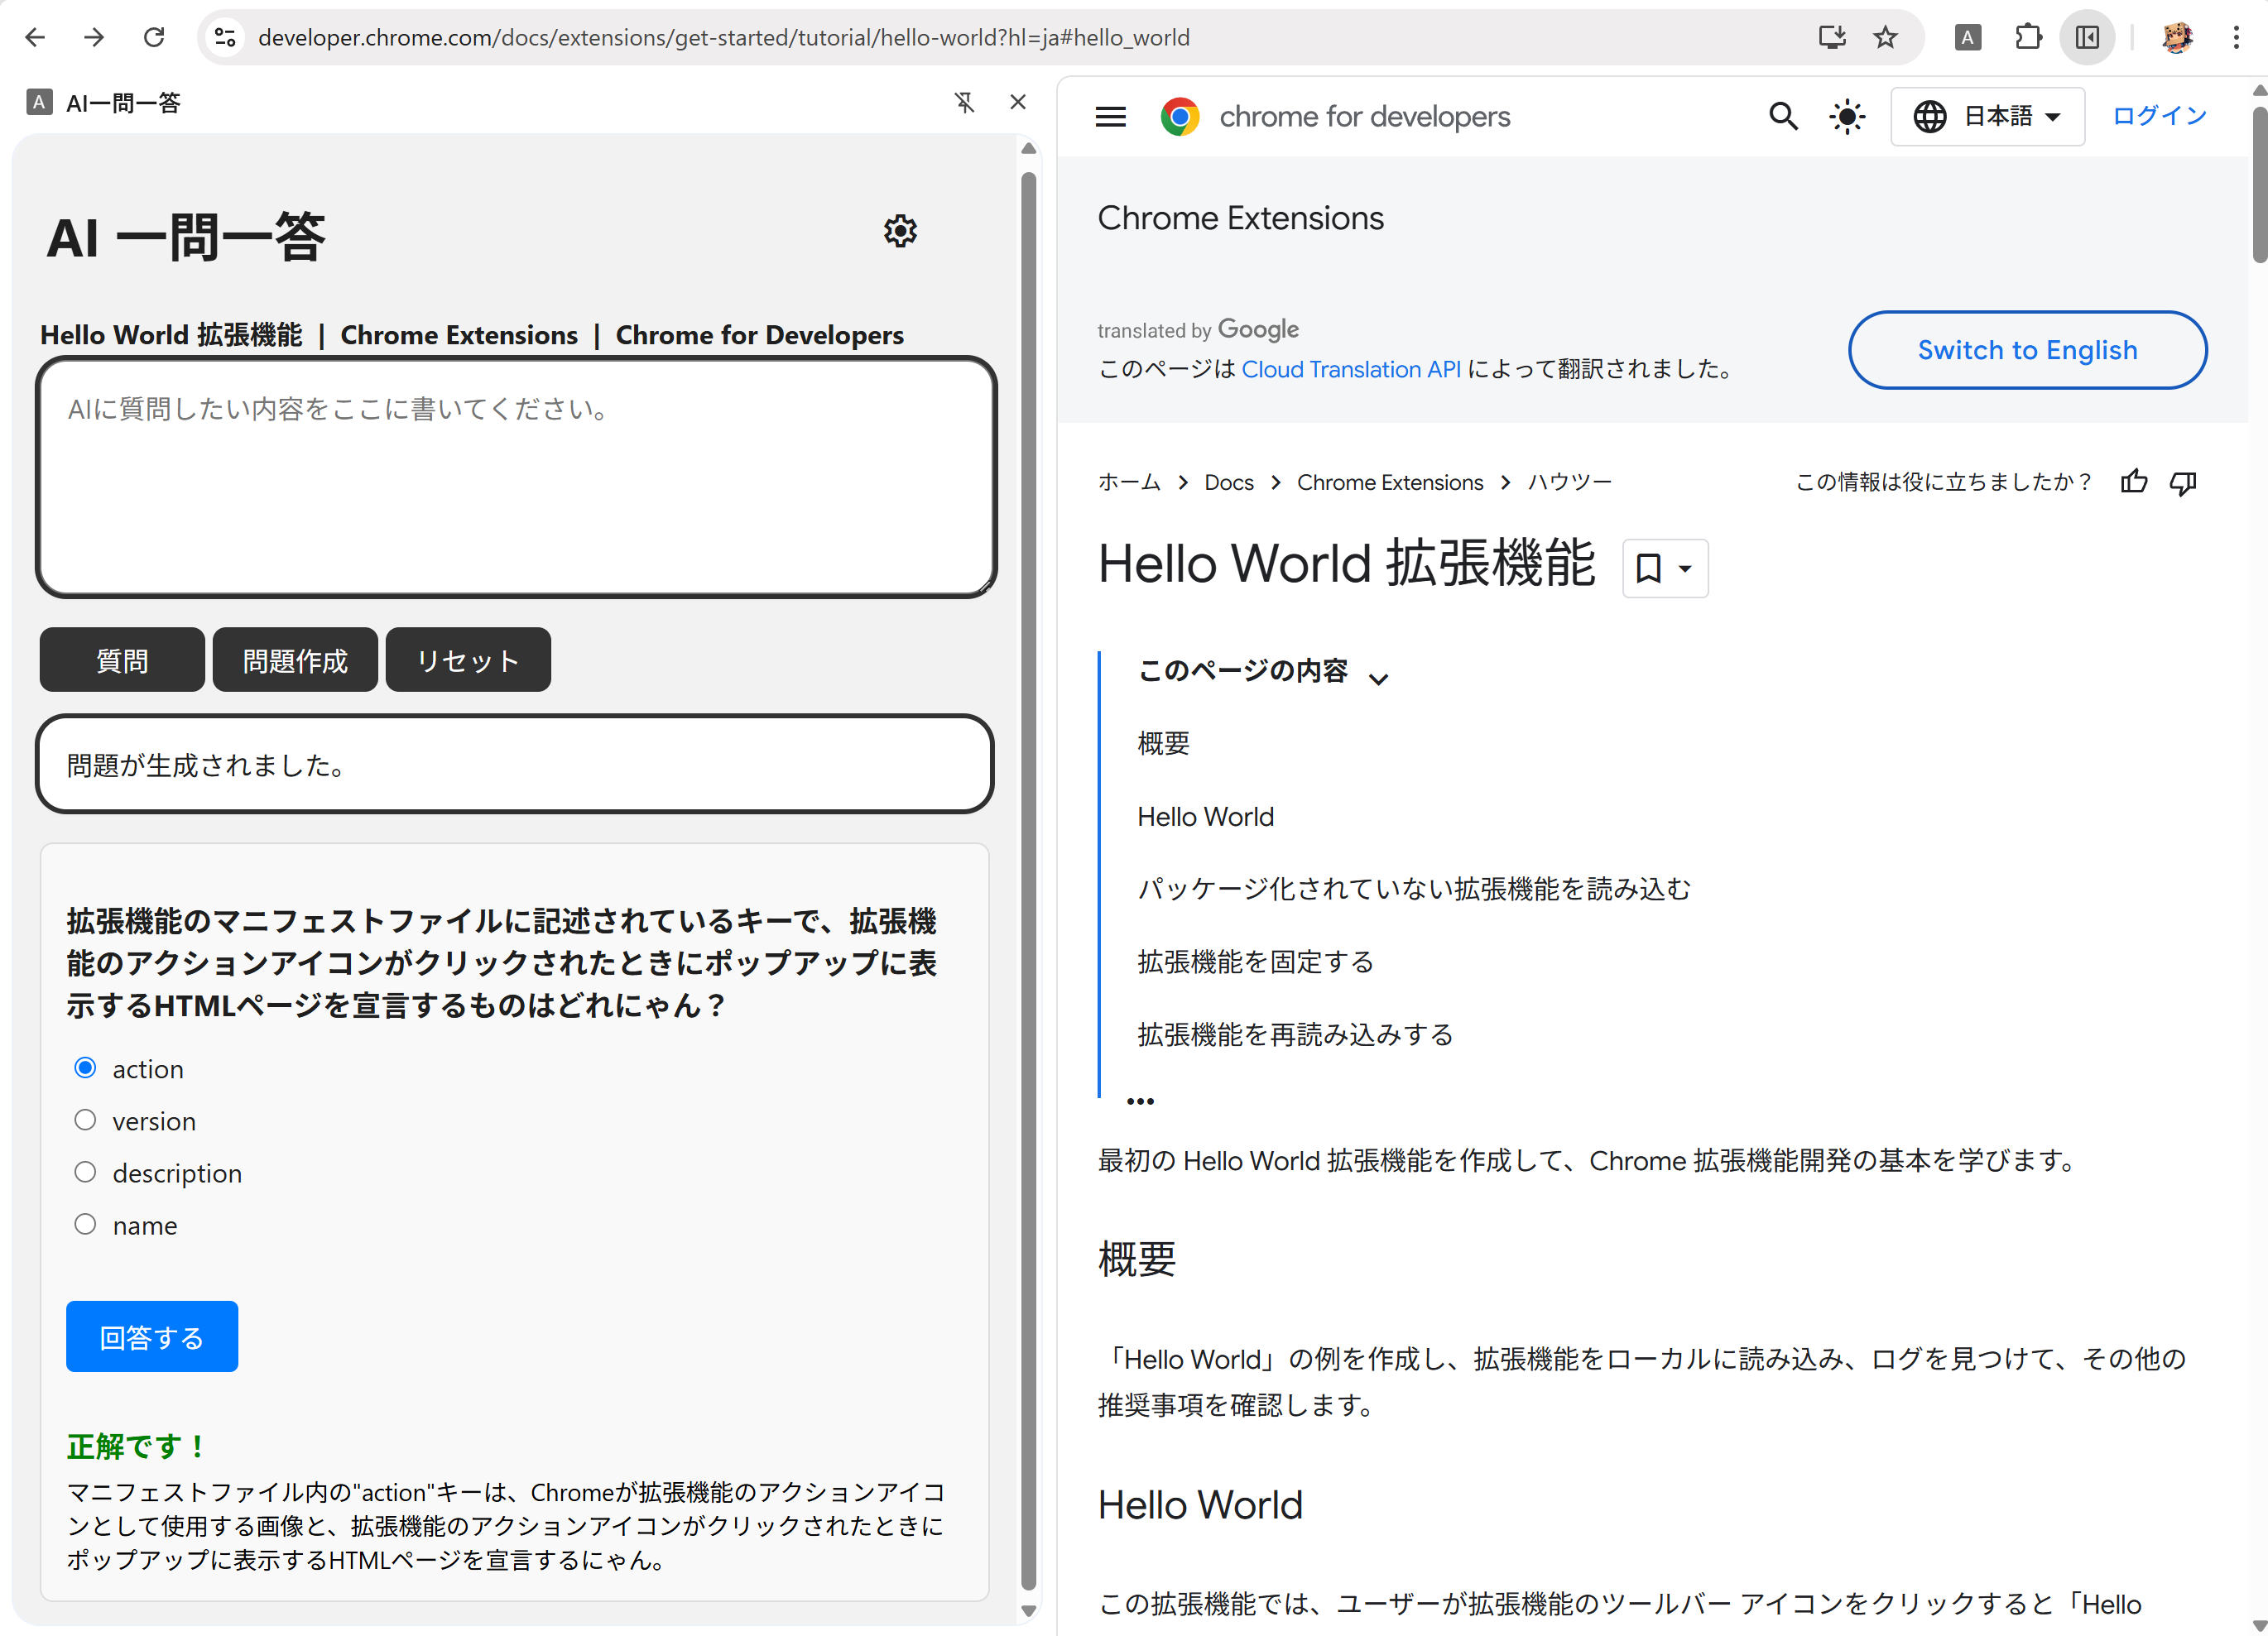 developer.chrome.com/docs/extensions/get-started/tutorial/hello-world?hl=ja#hello_world
A
A AI一問一答
AI 一問一答
Hello World 拡張機能 | Chrome Extensions | Chrome for Developers
AIに質問したい内容をここに書いてください。
質問 問題作成 リセット
問題が生成されました。
拡張機能のマニフェストファイルに記述されているキーで、拡張機
能のアクションアイコンがクリックされたときにポップアップに表
示するHTMLページを宣言するものはどれにゃん？
action
version
description
name
回答する
正解です！
マニフェストファイル内の"action"キーは、Chromeが拡張機能のアクションアイコ
ンとして使用する画像と、拡張機能のアクションアイコンがクリックされたときに
ポップアップに表示するHTMLページを宣言するにゃん。
chrome for developers
日本語
ログイン
Chrome Extensions
translated by Google
このページは Cloud Translation API によって翻訳されました。
Switch to English
ホーム > Docs > Chrome Extensions > ハウツー
この情報は役に立ちましたか？
Hello World 拡張機能
このページの内容
概要
Hello World
パッケージ化されていない拡張機能を読み込む
拡張機能を固定する
拡張機能を再読み込みする
•••
最初の Hello World 拡張機能を作成して、Chrome 拡張機能開発の基本を学びます。
概要
「Hello World」の例を作成し、拡張機能をローカルに読み込み、ログを見つけて、その他の
推奨事項を確認します。
Hello World
この拡張機能では、ユーザーが拡張機能のツールバー アイコンをクリックすると「Hello